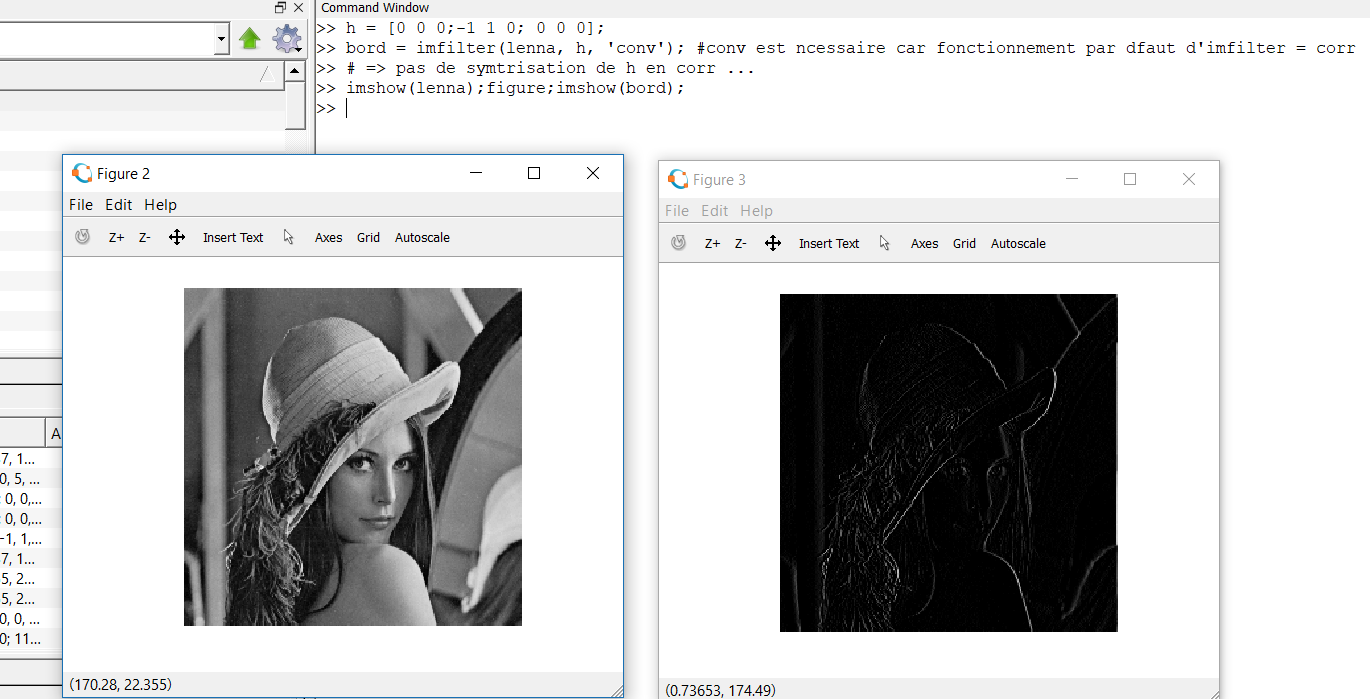 Command Window
>> h = [0 0 0;-1 1 0; 0 0 0];
>> bord = imfilter(lenna, h, 'conv'); #conv est ncessaire car fonctionnement par dfaut d'imfilter = corr
>> # => pas de symtrisation de h en corr ...
>> imshow(lenna);figure;imshow(bord);
>>
Figure 2
File Edit Help
Z+ Z- Insert Text Axes Grid Autoscale
(170.28, 22.355)
Figure 3
File Edit Help
Z+ Z- Insert Text Axes Grid Autoscale
(0.73653, 174.49)
A
7, 1...
0, 5, ...
0, 0,...
0, 0,...
-1, 1,...
7, 1...
5, 2...
5, 2...
0, 0, ...
0; 11...